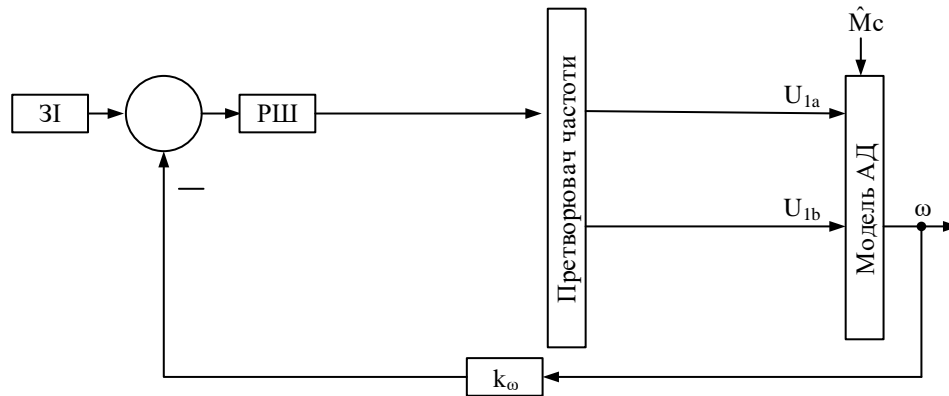 M̂c
ЗІ
РШ
Претворювач частоти
U1a
U1b
Модель АД
ω
−
kω